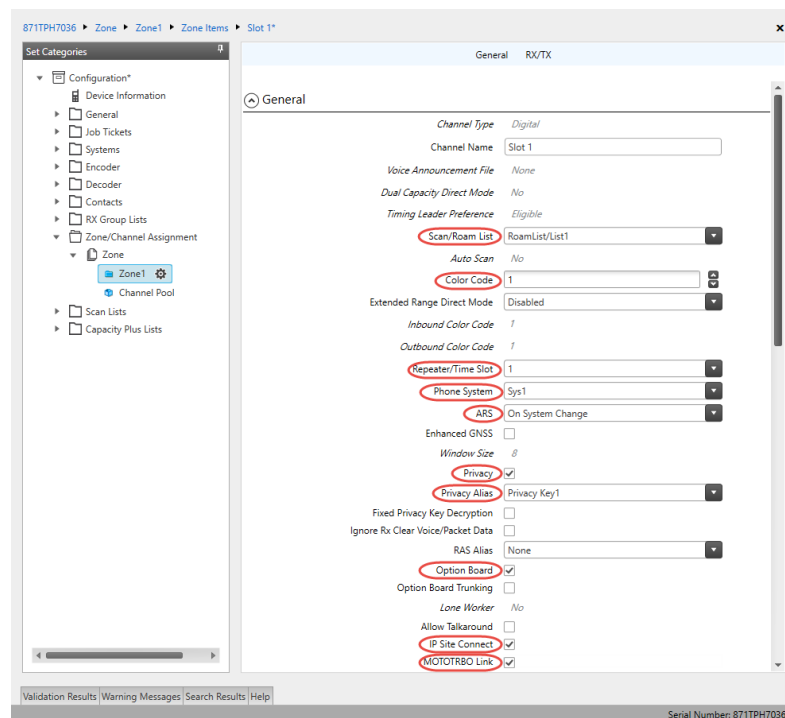 871TPH7036 ▸ Zone ▸ Zone1 ▸ Zone Items ▸ Slot 1*
Set Categories
Configuration*
Device Information
General
Job Tickets
Systems
Encoder
Decoder
Contacts
RX Group Lists
Zone/Channel Assignment
Zone
Zone1
Channel Pool
Scan Lists
Capacity Plus Lists
General RX/TX
General
Channel Type Digital
Channel Name Slot 1
Voice Announcement File None
Dual Capacity Direct Mode No
Timing Leader Preference Eligible
Scan/Roam List RoamList/List1
Auto Scan No
Color Code 1
Extended Range Direct Mode Disabled
Inbound Color Code 1
Outbound Color Code 1
Repeater/Time Slot 1
Phone System Sys1
ARS On System Change
Enhanced GNSS
Window Size 8
Privacy
Privacy Alias Privacy Key1
Fixed Privacy Key Decryption
Ignore Rx Clear Voice/Packet Data
RAS Alias None
Option Board
Option Board Trunking
Lone Worker No
Allow Talkaround
IP Site Connect
MOTOTRBO Link
Validation Results Warning Messages Search Results Help
Serial Number: 871TPH7036